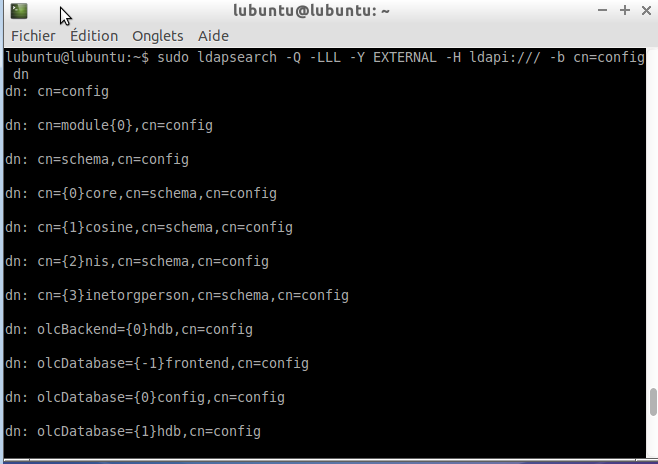 lubuntu@lubuntu: ~
Fichier Édition Onglets Aide
lubuntu@lubuntu:~$ sudo ldapsearch -Q -LLL -Y EXTERNAL -H ldapi:/// -b cn=config
dn
dn: cn=config
dn: cn=module{0},cn=config
dn: cn=schema,cn=config
dn: cn={0}core,cn=schema,cn=config
dn: cn={1}cosine,cn=schema,cn=config
dn: cn={2}nis,cn=schema,cn=config
dn: cn={3}inetorgperson,cn=schema,cn=config
dn: olcBackend={0}hdb,cn=config
dn: olcDatabase={-1}frontend,cn=config
dn: olcDatabase={0}config,cn=config
dn: olcDatabase={1}hdb,cn=config